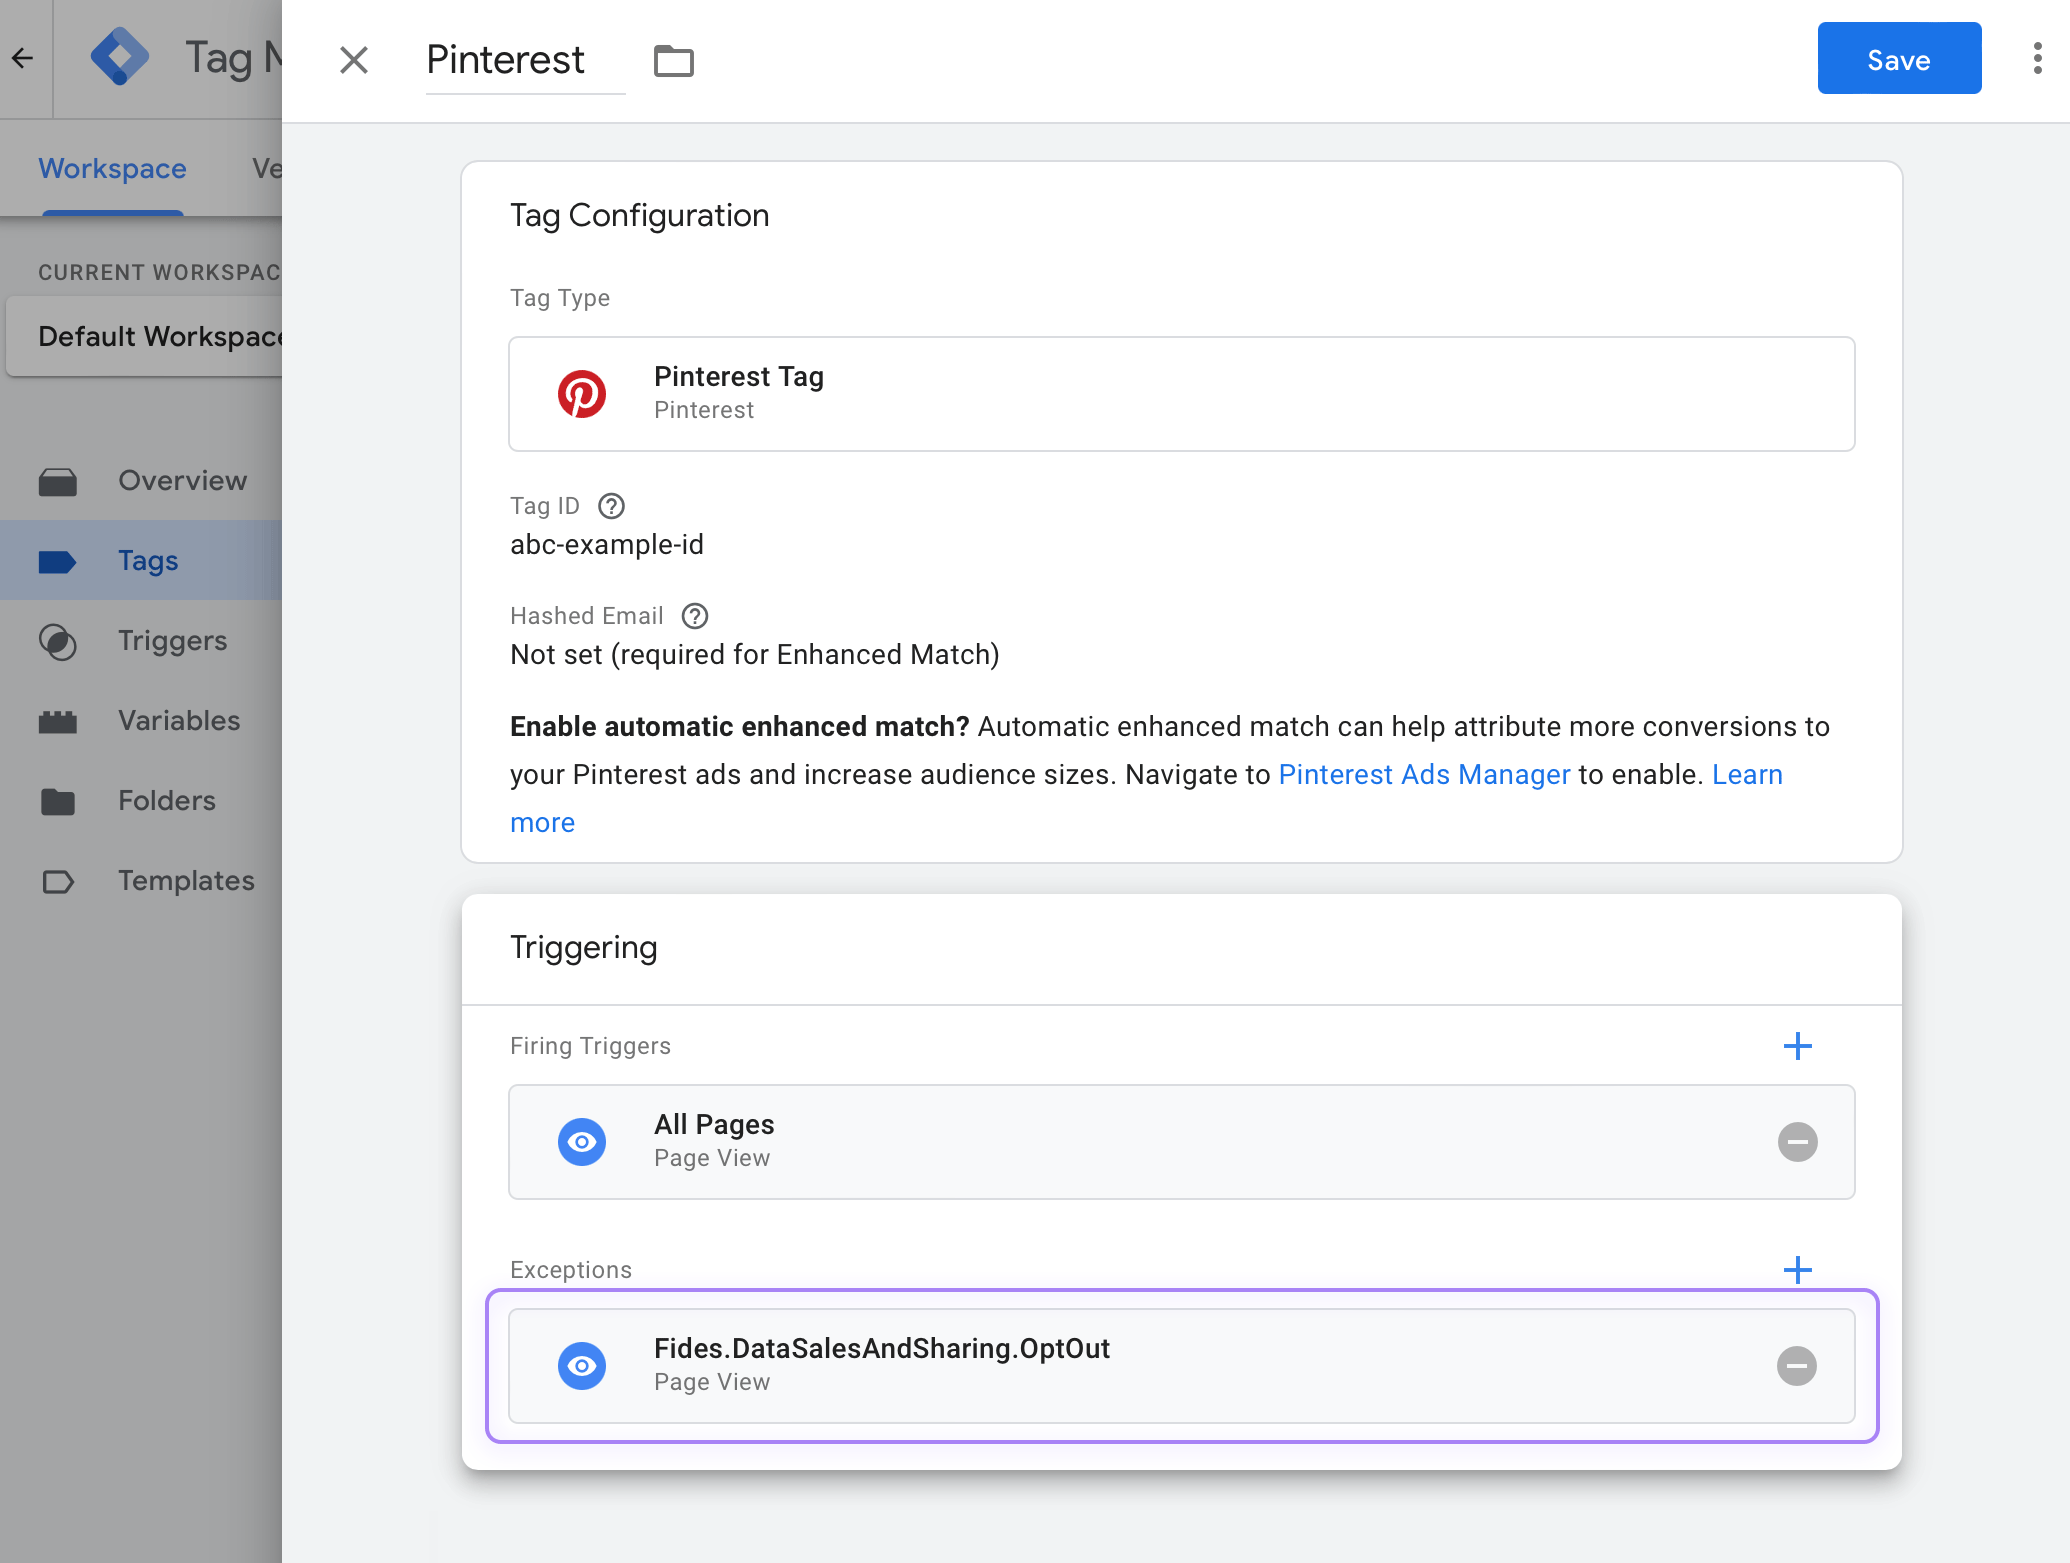 Tag M
Pinterest
Save
Workspace
Ve
CURRENT WORKSPAC
Default Workspace
Overview
Tags
Triggers
Variables
Folders
Templates
Tag Configuration
Tag Type
Pinterest Tag
Pinterest
Tag ID
abc-example-id
Hashed Email
Not set (required for Enhanced Match)
Enable automatic enhanced match? Automatic enhanced match can help attribute more conversions to
your Pinterest ads and increase audience sizes. Navigate to Pinterest Ads Manager to enable. Learn
more
Triggering
Firing Triggers
All Pages
Page View
Exceptions
Fides.DataSalesAndSharing.OptOut
Page View